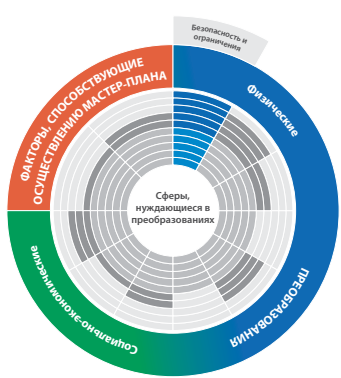 Безопасность и
ограничения
ФАКТОРЫ, СПОСОБСТВУЮЩИЕ
ОСУЩЕСТВЛЕНИЮ МАСТЕР-ПЛАНА
Физические
Сферы,
нуждающиеся в
преобразованиях
Социально-экономические
ПРЕОБРАЗОВАНИЯ